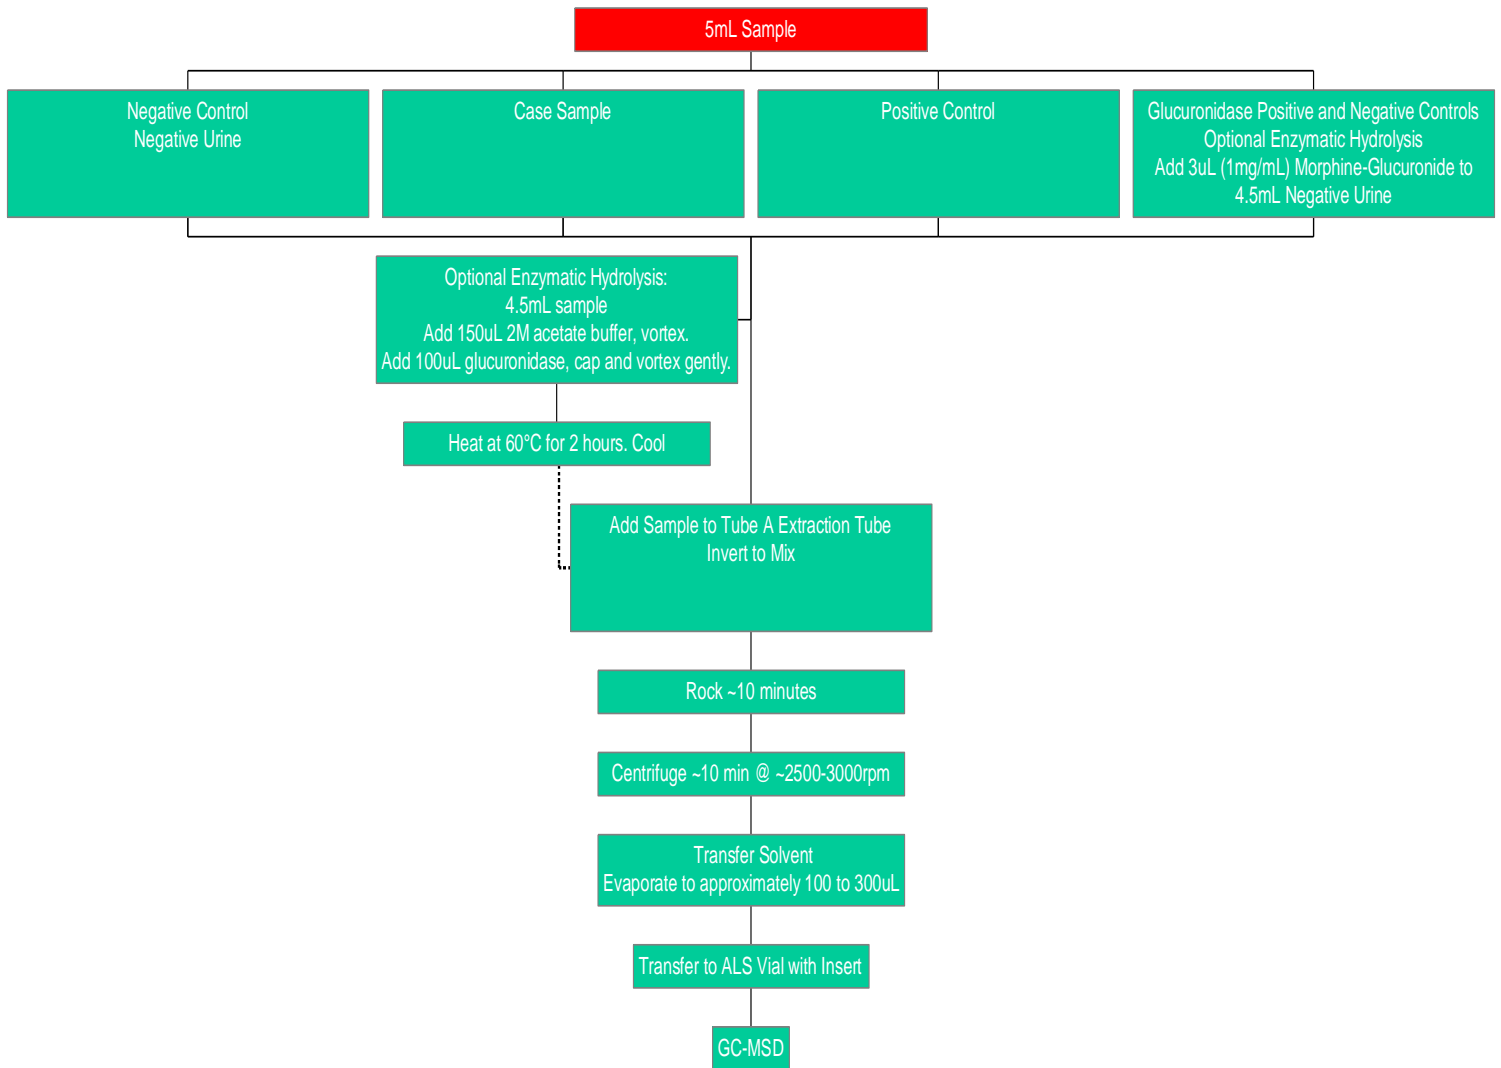 5mL Sample
Negative Control
Negative Urine
Case Sample
Positive Control
Glucuronidase Positive and Negative Controls
Optional Enzymatic Hydrolysis
Add 3uL (1mg/mL) Morphine-Glucuronide to
4.5mL Negative Urine
Optional Enzymatic Hydrolysis:
4.5mL sample
Add 150uL 2M acetate buffer, vortex.
Add 100uL glucuronidase, cap and vortex gently.
Heat at 60°C for 2 hours. Cool
Add Sample to Tube A Extraction Tube
Invert to Mix
Rock ~10 minutes
Centrifuge ~10 min @ ~2500-3000rpm
Transfer Solvent
Evaporate to approximately 100 to 300uL
Transfer to ALS Vial with Insert
GC-MSD